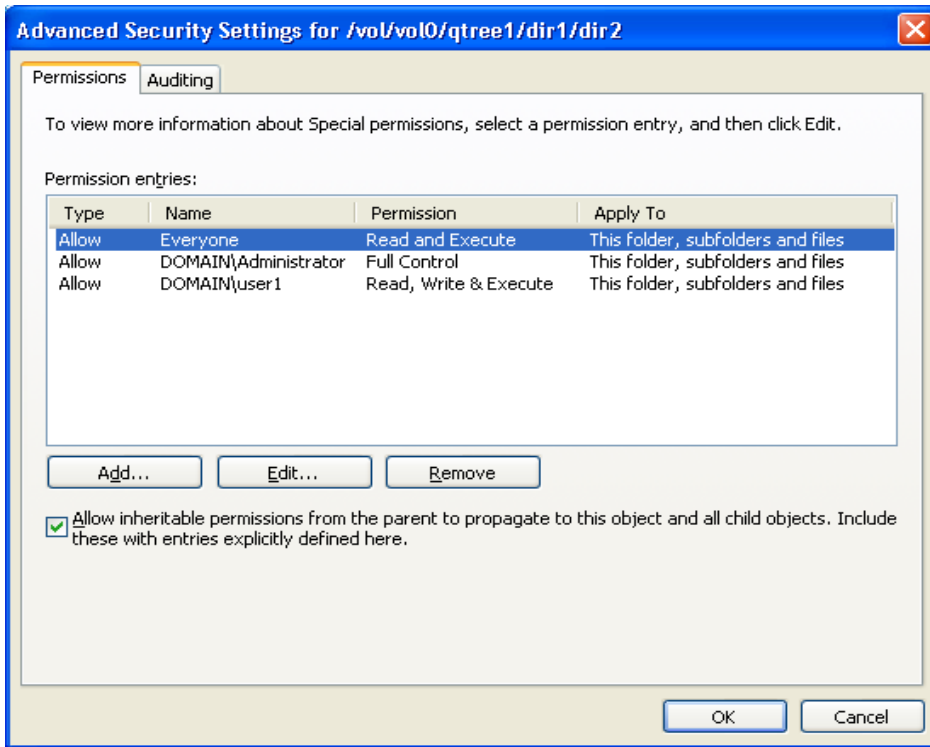 Advanced Security Settings for /vol/vol0/qtree1/dir1/dir2
Permissions Auditing
To view more information about Special permissions, select a permission entry, and then click Edit.
Permission entries:
Type Name Permission Apply To
Allow Everyone Read and Execute This folder, subfolders and files
Allow DOMAIN\Administrator Full Control This folder, subfolders and files
Allow DOMAIN\user1 Read, Write & Execute This folder, subfolders and files
Add... Edit... Remove
Allow inheritable permissions from the parent to propagate to this object and all child objects. Include
these with entries explicitly defined here.
OK Cancel